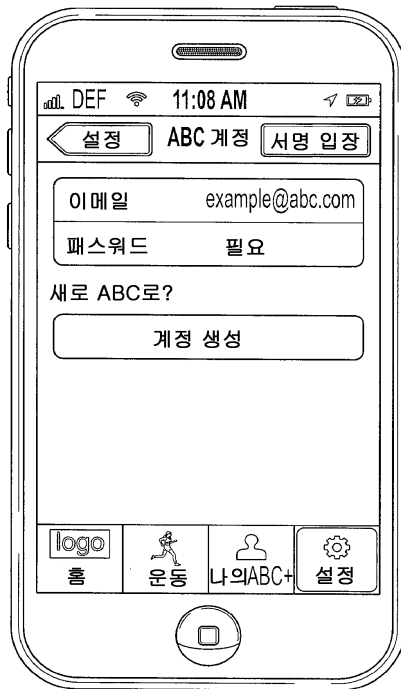 DEF 11:08 AM
설정 ABC 계정 서명 입장
이메일 example@abc.com
패스워드 필요
새로 ABC로?
계정 생성
logo
홈 운동 나의ABC+ 설정